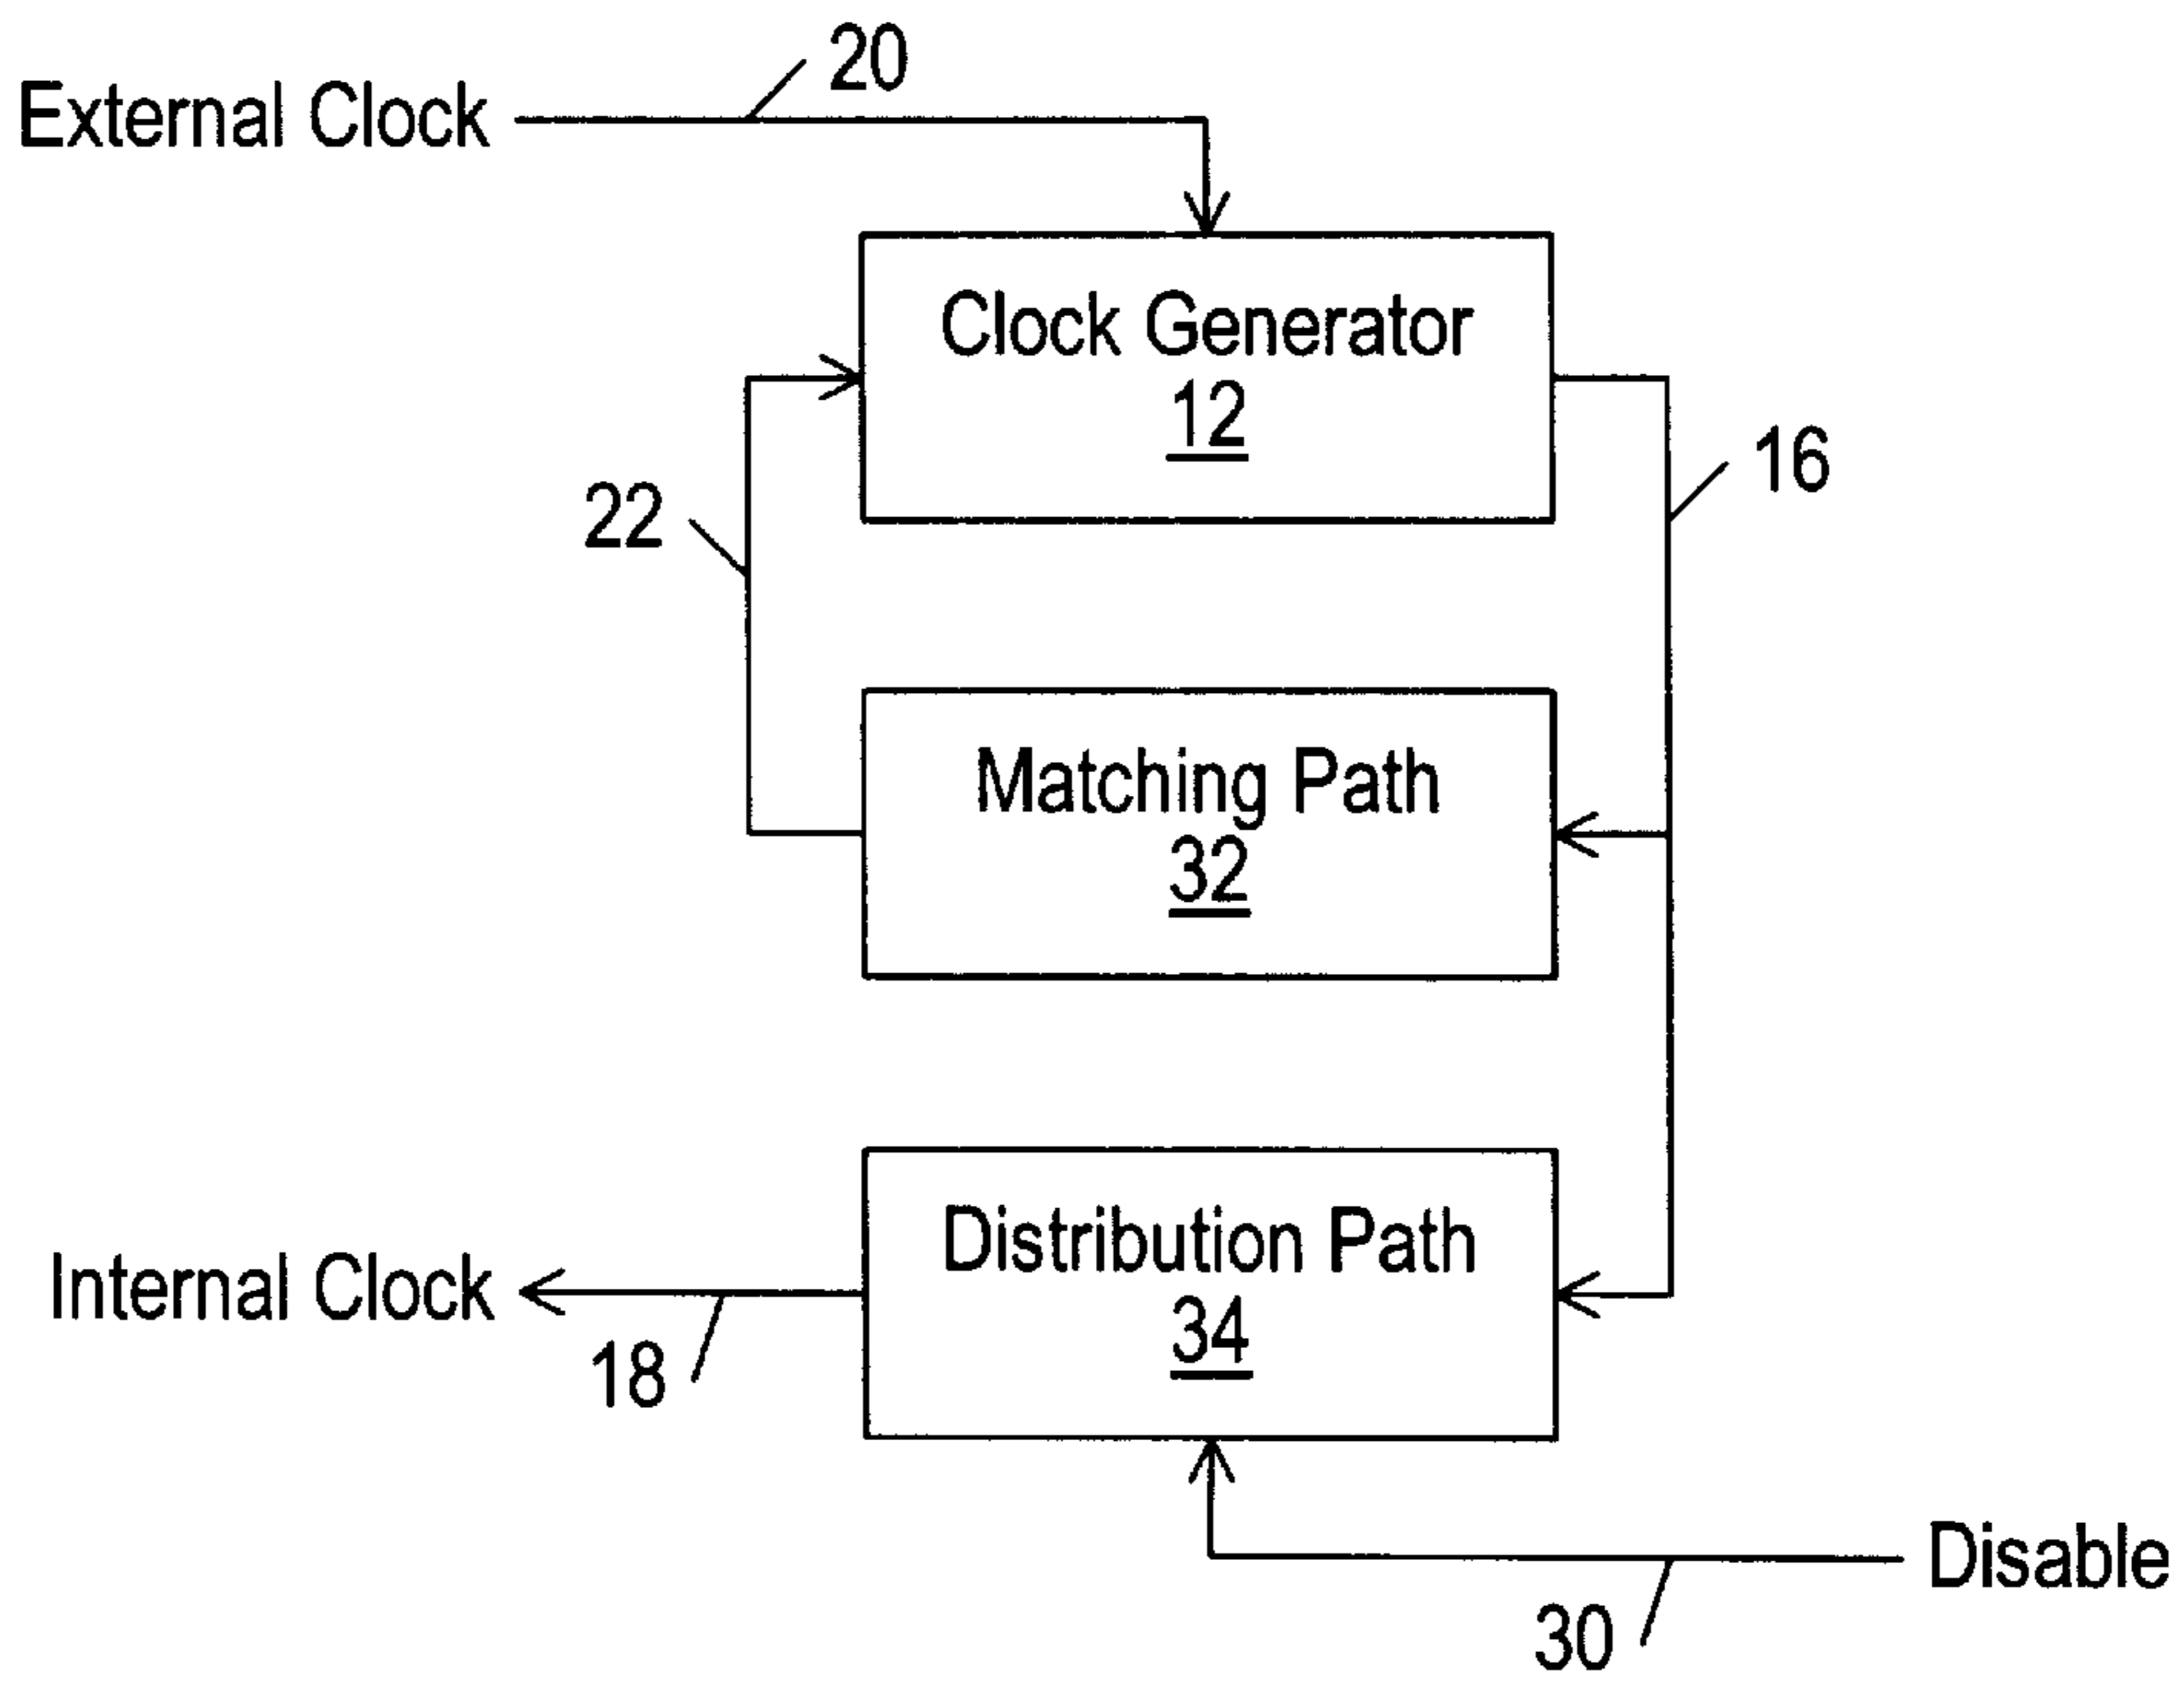 20
External Clock
Clock Generator
12
16
22
Matching Path
32
Distribution Path
34
Internal Clock
18
Disable
30